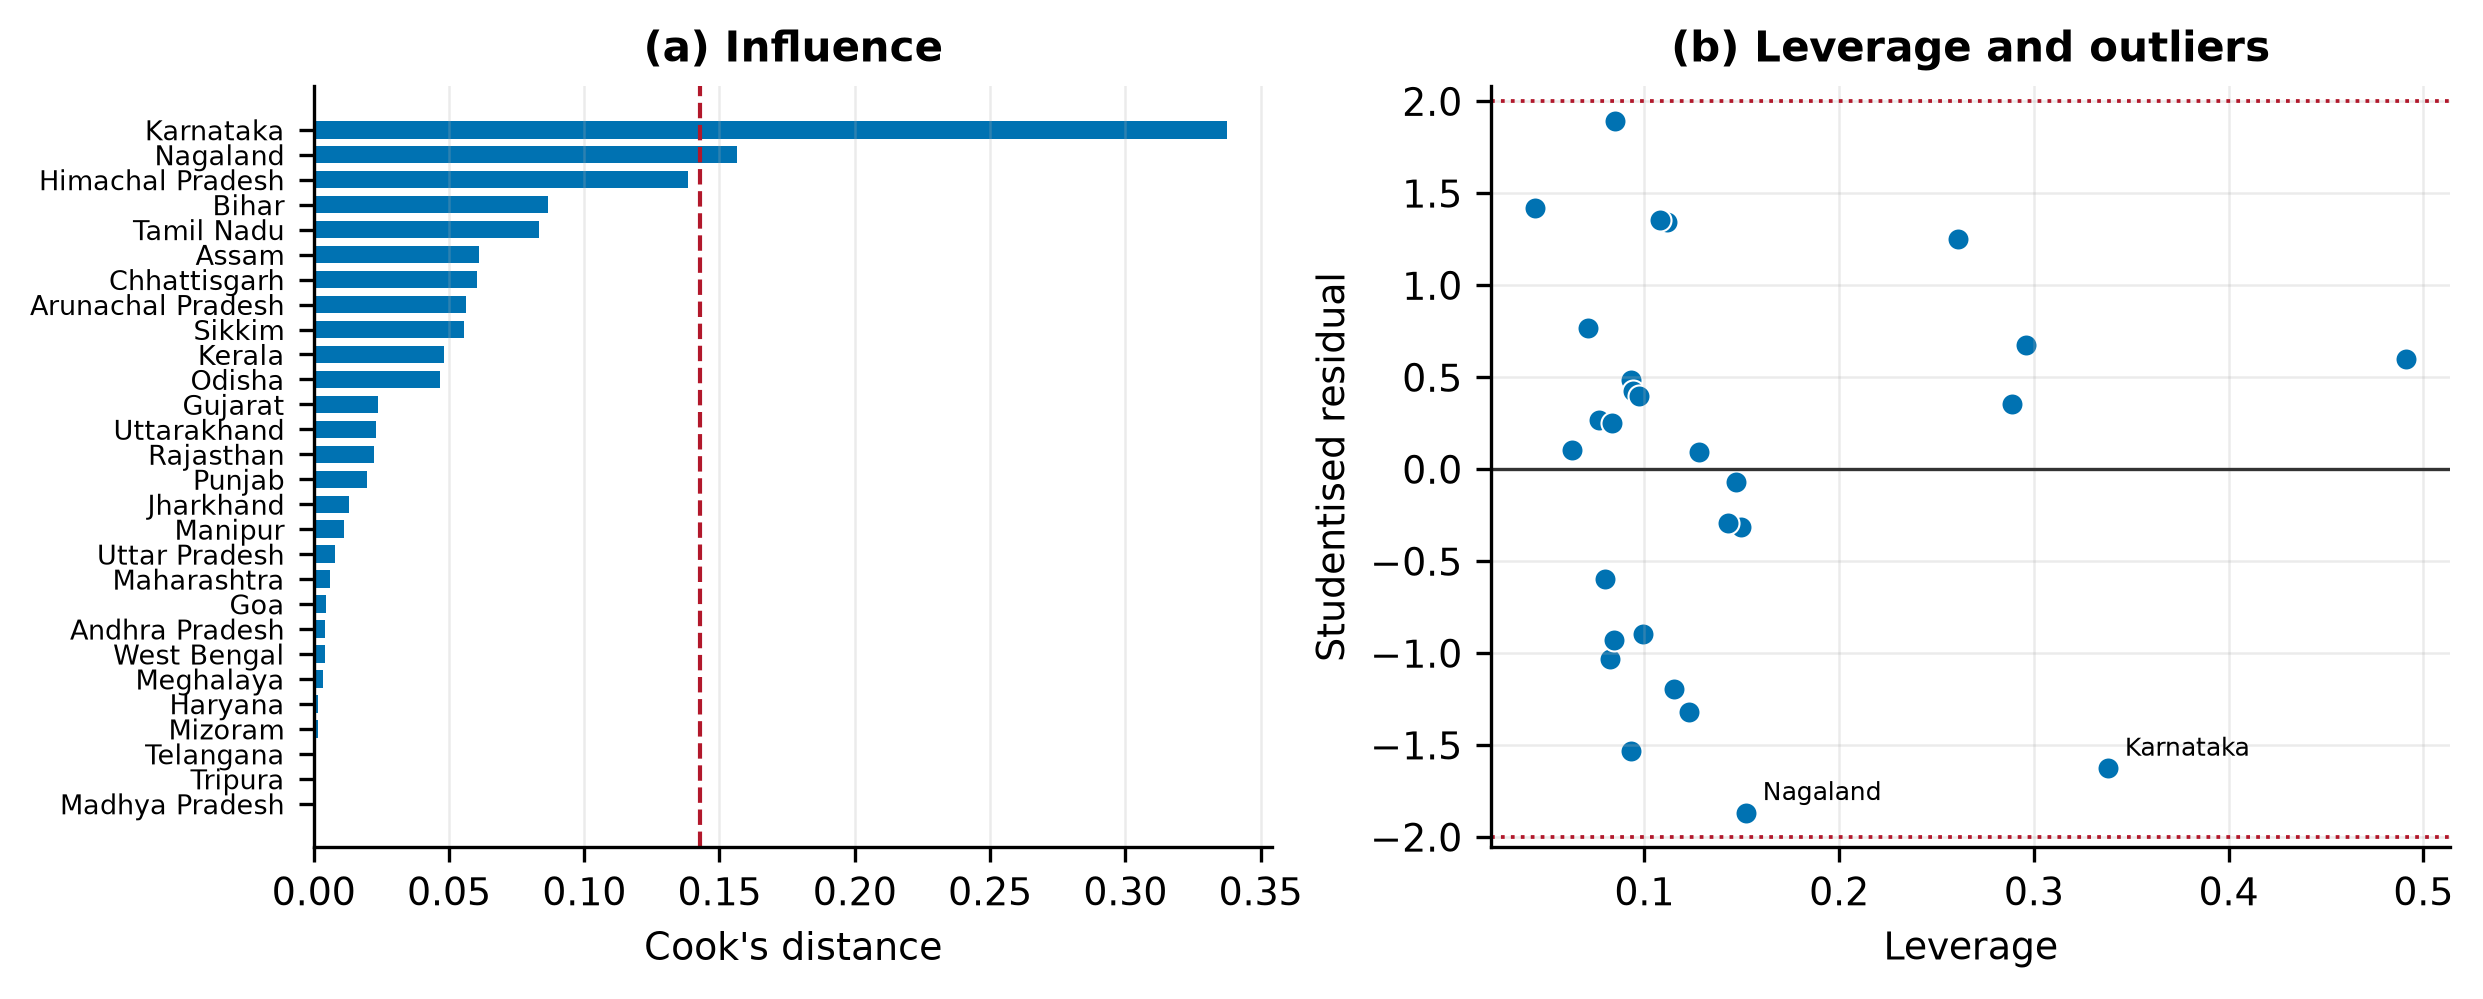 (a) Influence
Karnataka
Nagaland
Himachal Pradesh
Bihar
Tamil Nadu
Assam
Chhattisgarh
Arunachal Pradesh
Sikkim
Kerala
Odisha
Gujarat
Uttarakhand
Rajasthan
Punjab
Jharkhand
Manipur
Uttar Pradesh
Maharashtra
Goa
Andhra Pradesh
West Bengal
Meghalaya
Haryana
Mizoram
Telangana
Tripura
Madhya Pradesh
0.00 0.05 0.10 0.15 0.20 0.25 0.30 0.35
Cook's distance
(b) Leverage and outliers
Studentised residual
2.0
1.5
1.0
0.5
0.0
−0.5
−1.0
−1.5
−2.0
Karnataka
Nagaland
0.1 0.2 0.3 0.4 0.5
Leverage